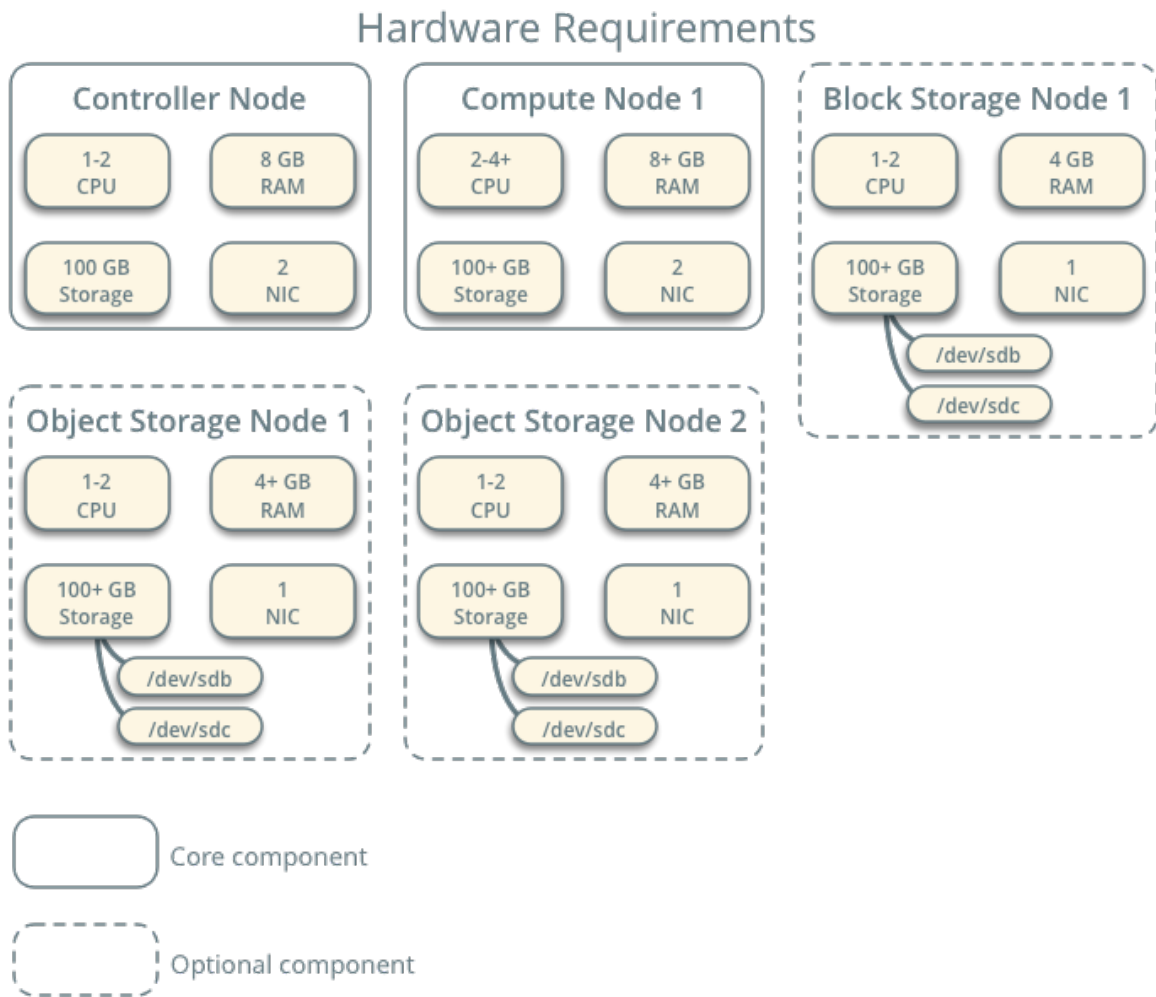 Hardware Requirements
Controller Node
1-2
CPU
8 GB
RAM
100 GB
Storage
2
NIC
Compute Node 1
2-4+
CPU
8+ GB
RAM
100+ GB
Storage
2
NIC
Block Storage Node 1
1-2
CPU
4 GB
RAM
100+ GB
Storage
1
NIC
/dev/sdb
/dev/sdc
Object Storage Node 1
1-2
CPU
4+ GB
RAM
100+ GB
Storage
1
NIC
/dev/sdb
/dev/sdc
Object Storage Node 2
1-2
CPU
4+ GB
RAM
100+ GB
Storage
1
NIC
/dev/sdb
/dev/sdc
Core component
Optional component